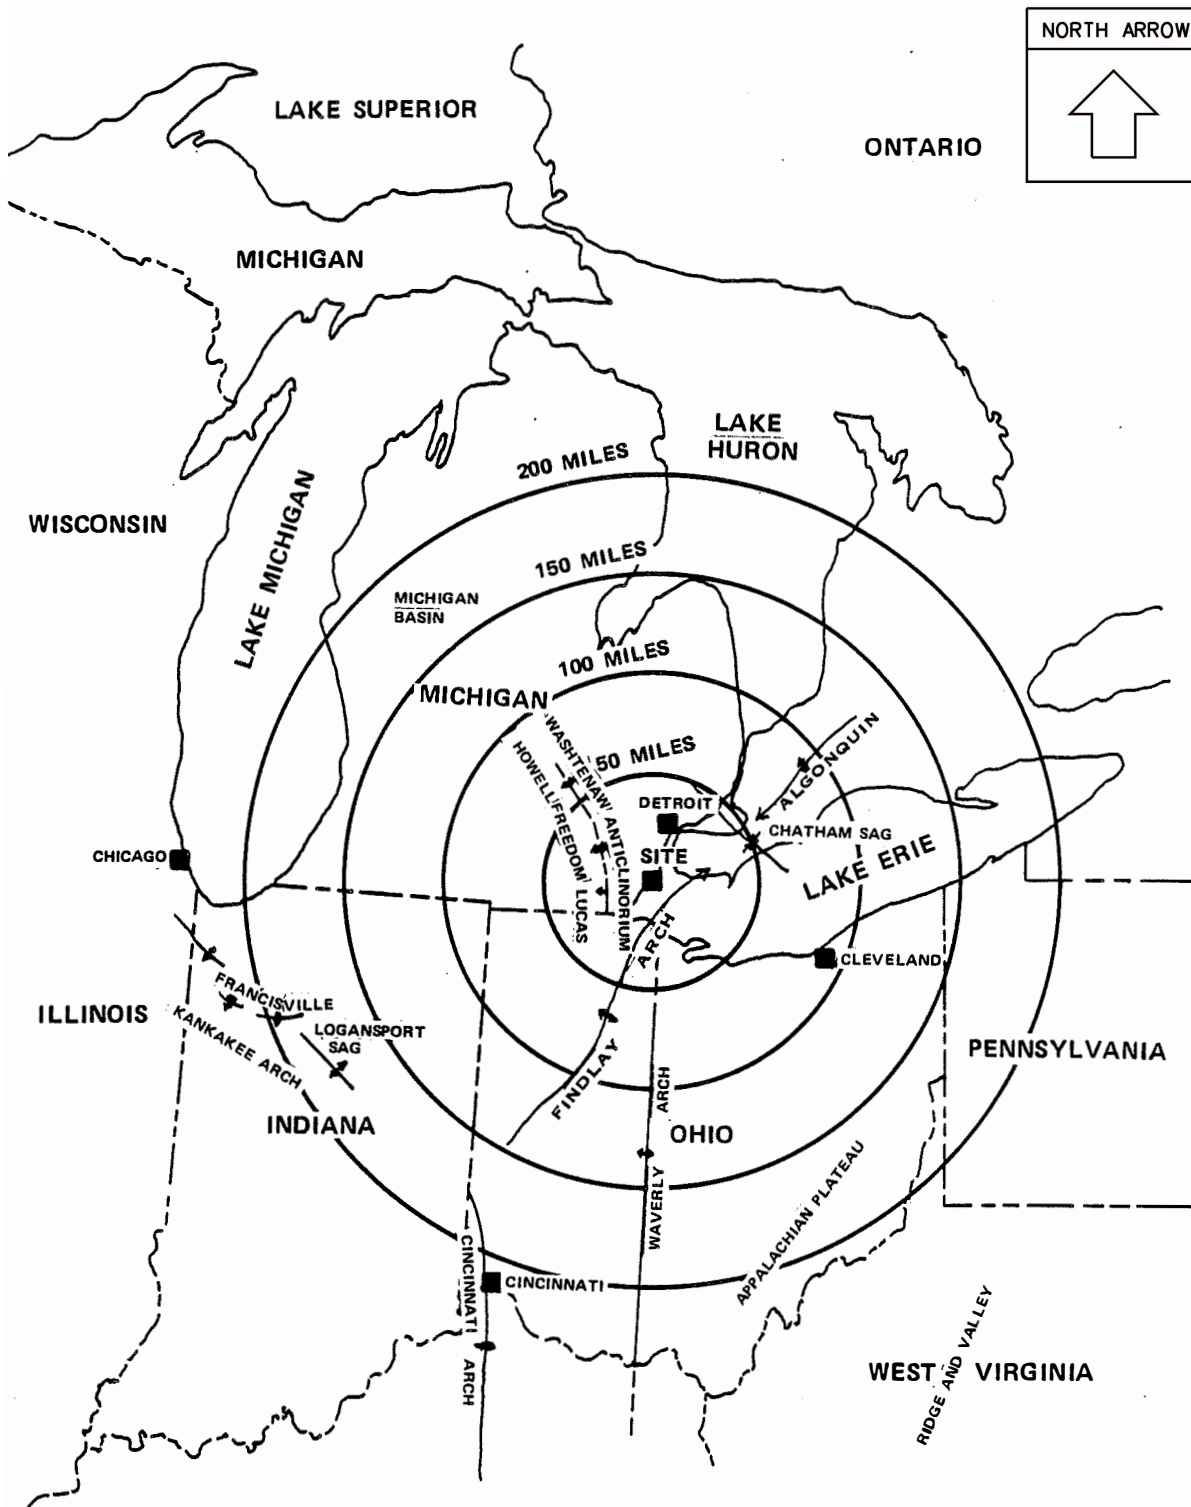 NORTH ARROW
LAKE SUPERIOR
ONTARIO
MICHIGAN
LAKE
HURON
200 MILES
WISCONSIN
LAKE MICHIGAN
150 MILES
MICHIGAN
BASIN
100 MILES
MICHIGAN
50 MILES
WASHTENAW ANTICLINORIUM
HOWELL FREEDOM LUCAS
ALGONQUIN
DETROIT
CHATHAM SAG
CHICAGO
SITE
LAKE ERIE
ARCH
CLEVELAND
FRANCISVILLE
ILLINOIS
KANKAKEE ARCH
LOGANSPORT
SAG
FINDLAY
PENNSYLVANIA
ARCH
INDIANA
OHIO
WAVERLY
APPALACHIAN PLATEAU
CINCINNATI
ARCH
CINCINNATI
WEST VIRGINIA
RIDGE AND VALLEY